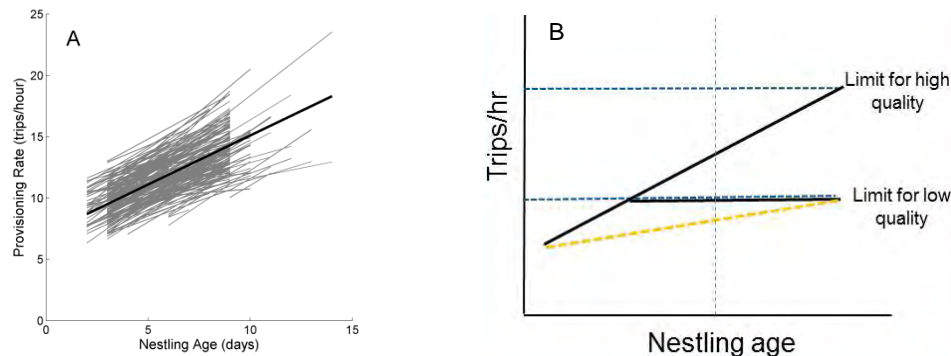 A
25
20
15
10
5
0
Provisioning Rate (trips/hour)
0 5 10 15
Nestling Age (days)
B
Trips/hr
Limit for high
quality
Limit for low
quality
Nestling age